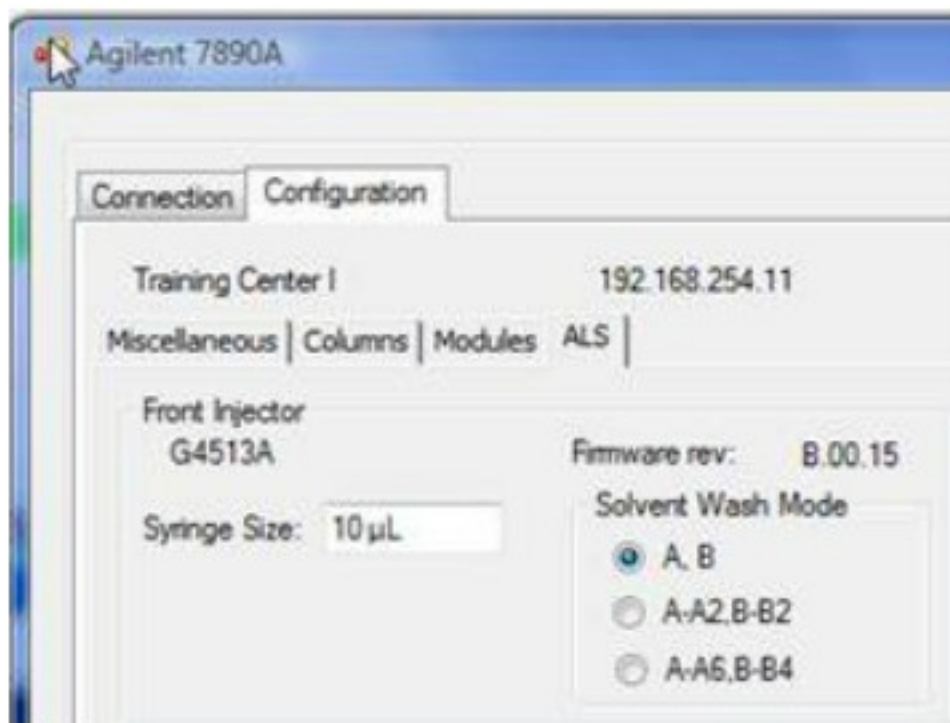 Agilent 7890A
Connection Configuration
Training Center I 192.168.254.11
Miscellaneous Columns Modules ALS
Front Injector
G4513A Firmware rev: B.00.15
Syringe Size: 10 µL Solvent Wash Mode
A, B
A-A2,B-B2
A-A6,B-B4